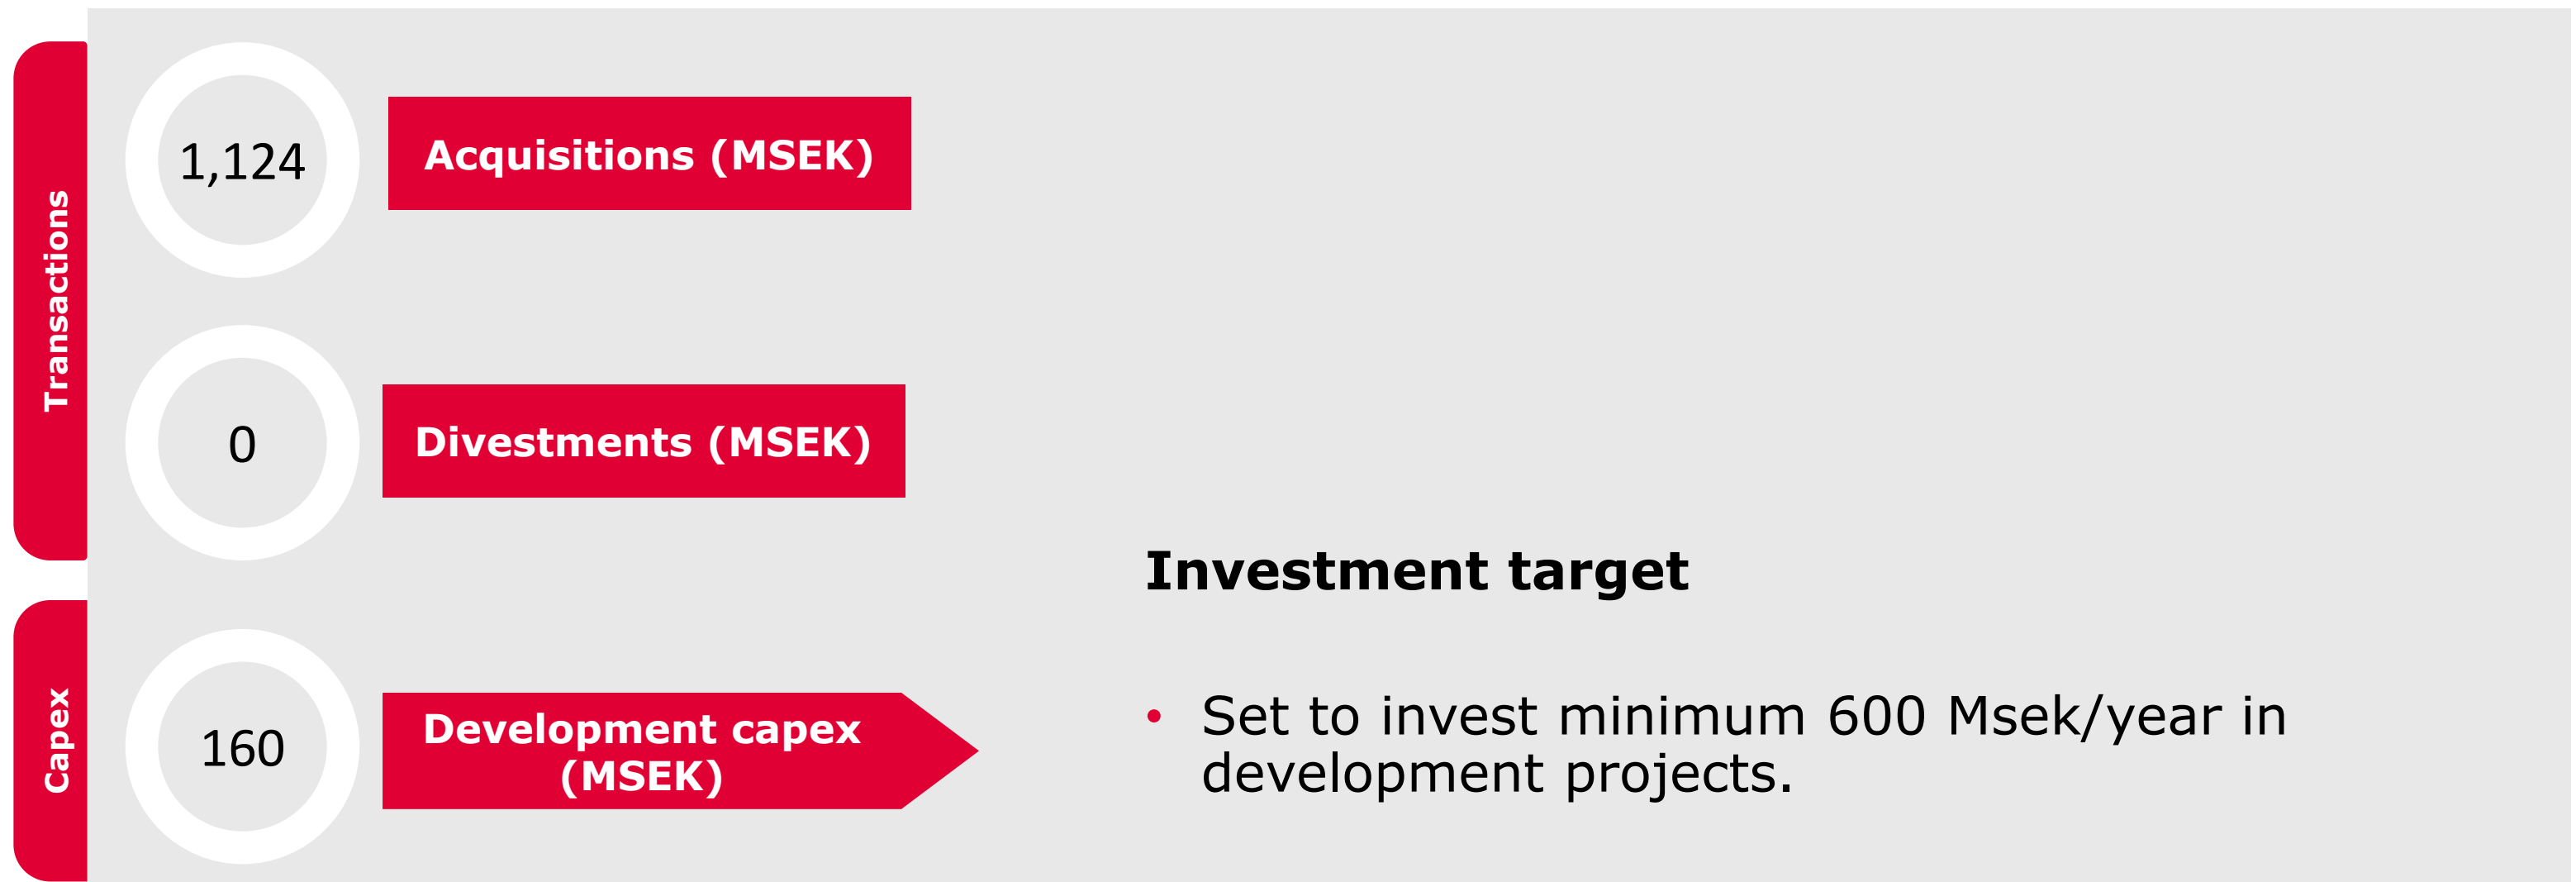 Transactions
1,124
Acquisitions (MSEK)
0
Divestments (MSEK)
Capex
160
Development capex
(MSEK)
Investment target
• Set to invest minimum 600 Msek/year in
development projects.